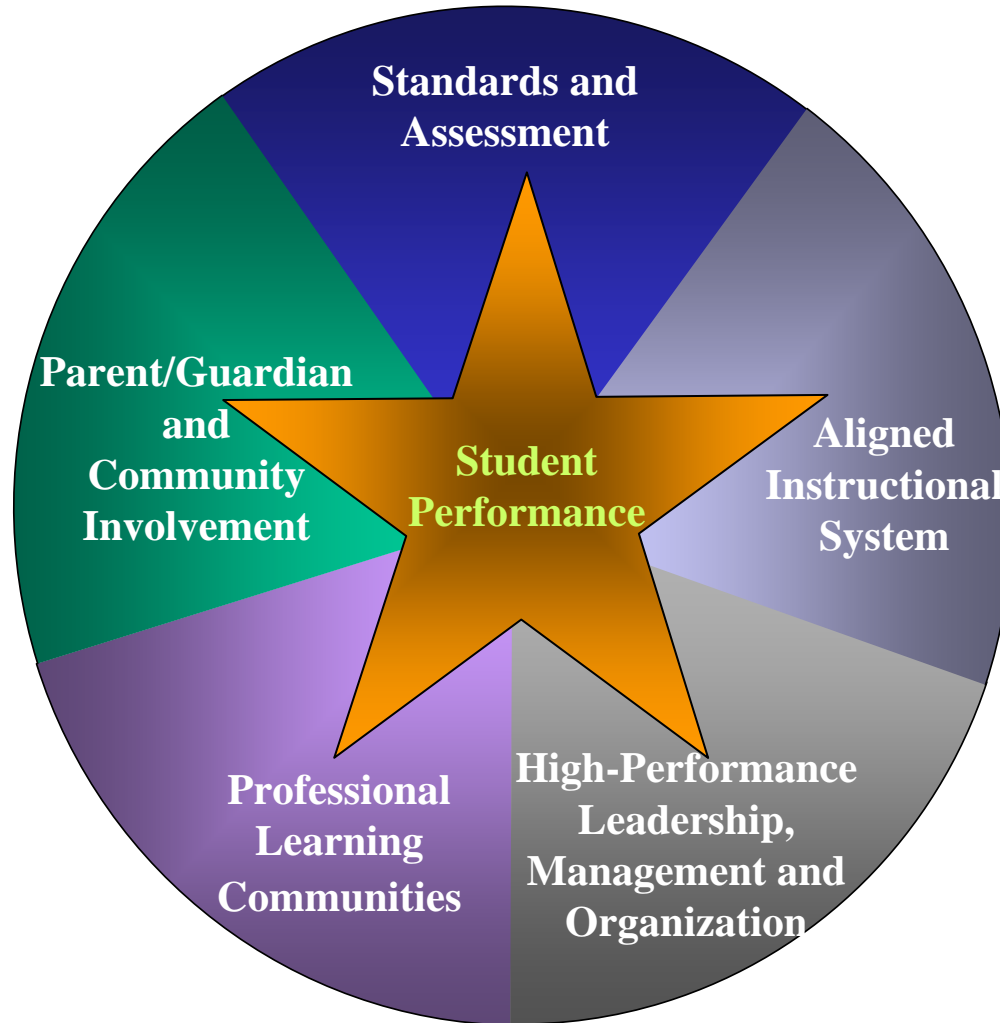 Standards and
Assessment
Parent/Guardian
and
Community
Involvement
Student
Performance
Aligned
Instructional
System
Professional
Learning
Communities
High-Performance
Leadership,
Management and
Organization